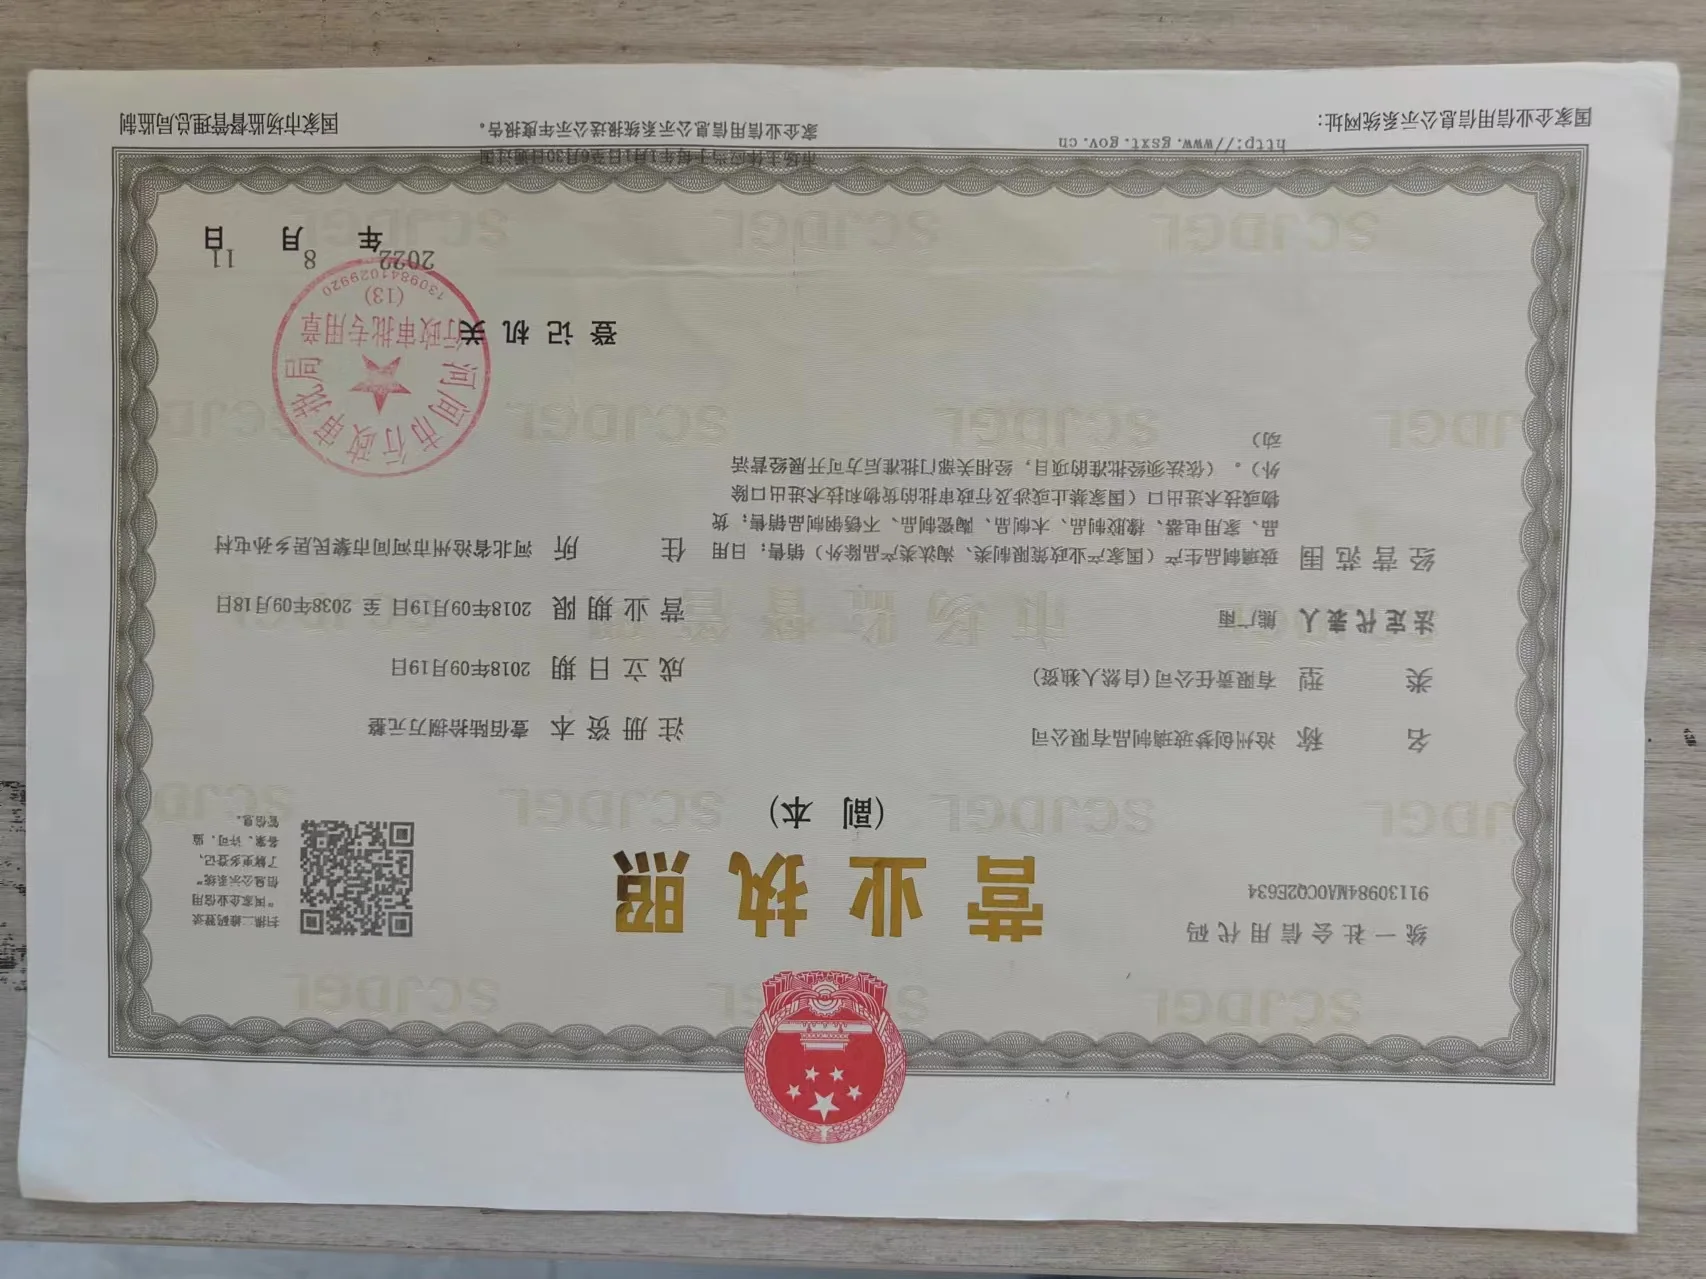 统一社会信用代码
91130984MA0CQ2E634
营业执照
(副 本)
扫描二维码登录
“国家企业信用
信息公示系统”
了解更多登记、
备案、许可、监
管信息。
名 称 沧州创梦玻璃制品有限公司
类 型 有限责任公司(自然人独资)
法定代表人 熊广雨
经营范围 玻璃制品生产（国家产业政策限制类、淘汰类产品除外）销售；日用
品、家用电器、橡胶制品、木制品、陶瓷制品、不锈钢制品销售；货
物或技术进出口（国家禁止或涉及行政审批的货物和技术进出口除
外）。（依法须经批准的项目，经相关部门批准后方可开展经营活
动）
注册资本 壹佰陆拾捌万元整
成立日期 2018年09月19日
营业期限 2018年09月19日 至 2038年09月18日
住 所 河北省沧州市河间市黎民居乡孙屯村
登记机关
河间市行政审批局
行政审批专用章
(13)
1309841029920
2022 年 8 月 11 日
国家企业信用信息公示系统网址：
http://www.gsxt.gov.cn
市场主体应当于每年1月1日至6月30日通过国
家企业信用信息公示系统报送公示年度报告。
国家市场监督管理总局监制